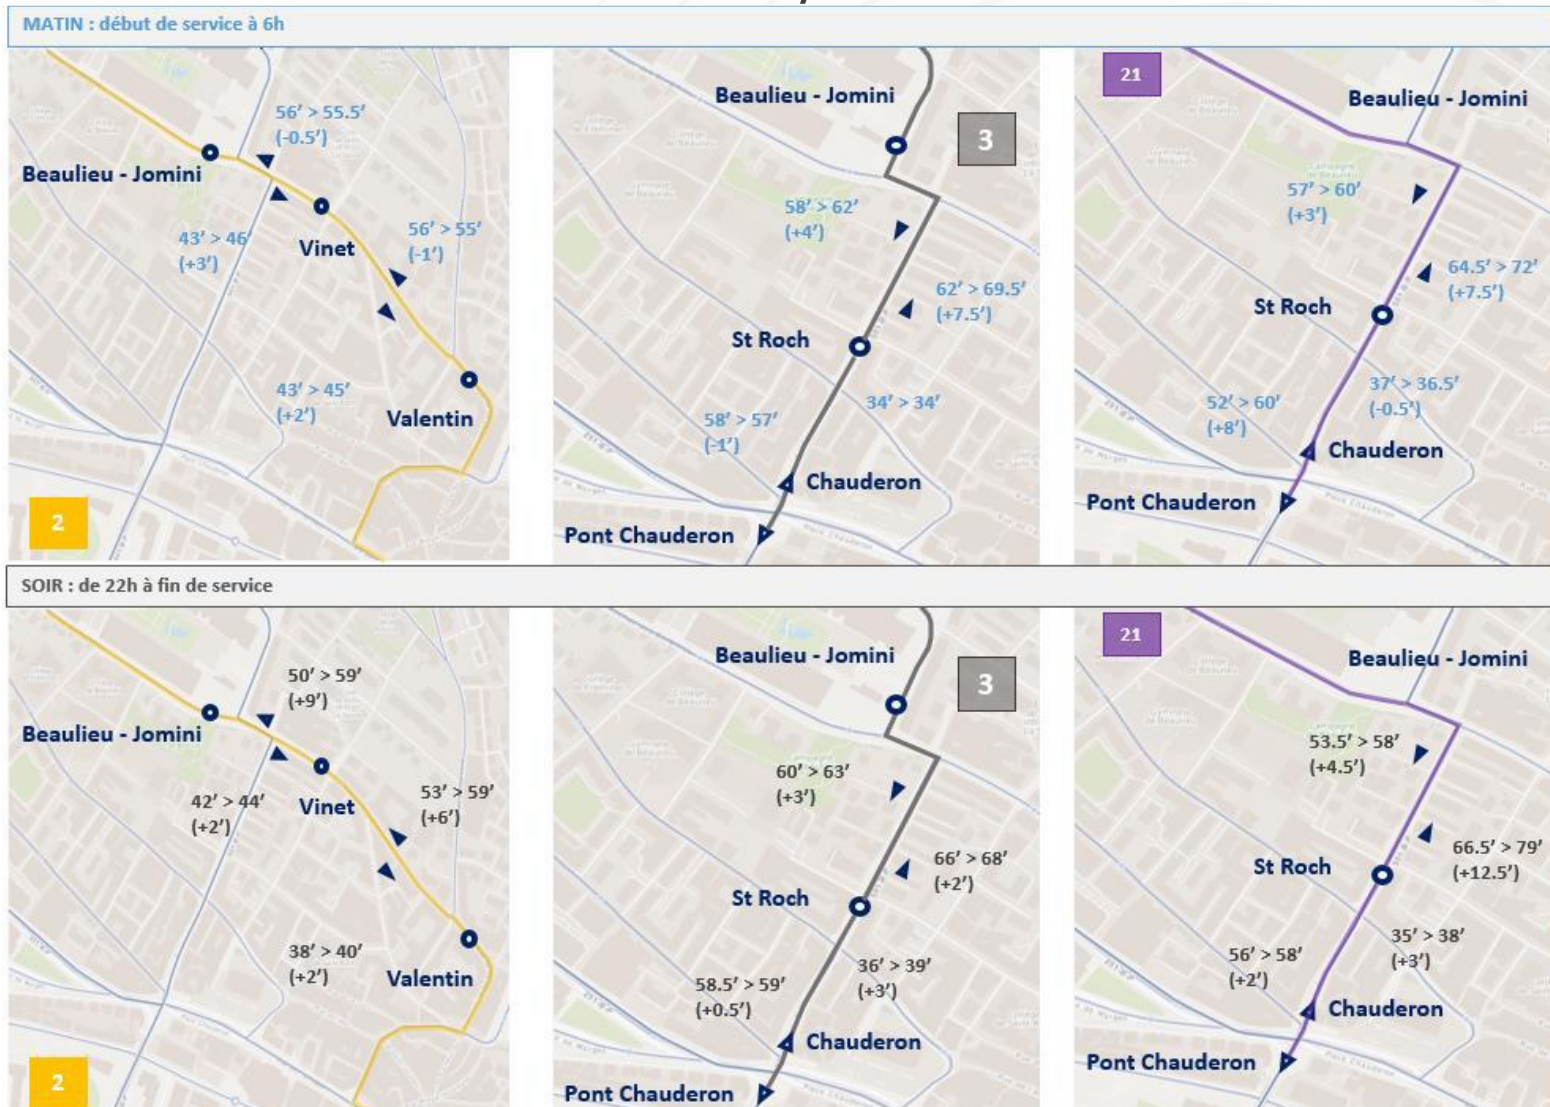 MATIN : début de service à 6h
56’ > 55.5’
(-0.5’)
Beaulieu - Jomini
43’ > 46’
(+3’)
Vinet
56’ > 55’
(-1’)
43’ > 45’
(+2’)
Valentin
2
Beaulieu - Jomini
3
58’ > 62’
(+4’)
62’ > 69.5’
(+7.5’)
St Roch
34’ > 34’
58’ > 57’
(-1’)
Chauderon
Pont Chauderon
21
Beaulieu - Jomini
57’ > 60’
(+3’)
64.5’ > 72’
(+7.5’)
St Roch
37’ > 36.5’
(-0.5’)
52’ > 60’
(+8’)
Chauderon
Pont Chauderon
SOIR : de 22h à fin de service
50’ > 59’
(+9’)
Beaulieu - Jomini
42’ > 44’
(+2’)
Vinet
53’ > 59’
(+6’)
38’ > 40’
(+2’)
Valentin
2
Beaulieu - Jomini
3
60’ > 63’
(+3’)
66’ > 68’
(+2’)
St Roch
36’ > 39’
(+3’)
58.5’ > 59’
(+0.5’)
Chauderon
Pont Chauderon
21
Beaulieu - Jomini
53.5’ > 58’
(+4.5’)
66.5’ > 79’
(+12.5’)
St Roch
35’ > 38’
(+3’)
56’ > 58’
(+2’)
Chauderon
Pont Chauderon